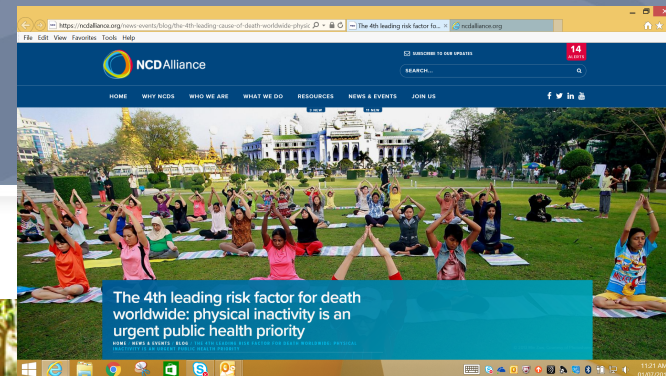 https://ncdalliance.org/news-events/blog/the-4th-leading-cause-of-death-worldwide-physic
The 4th leading risk factor fo...
ncdalliance.org
File Edit View Favorites Tools Help
NCDAlliance
SUBSCRIBE TO OUR UPDATES
14
ALERTS
SEARCH...
HOME WHY NCDS WHO WE ARE WHAT WE DO RESOURCES NEWS & EVENTS JOIN US
The 4th leading risk factor for death
worldwide: physical inactivity is an
urgent public health priority
HOME NEWS & EVENTS BLOG THE 4TH LEADING RISK FACTOR FOR DEATH WORLDWIDE: PHYSICAL
INACTIVITY IS AN URGENT PUBLIC HEALTH PRIORITY
11:21 AM